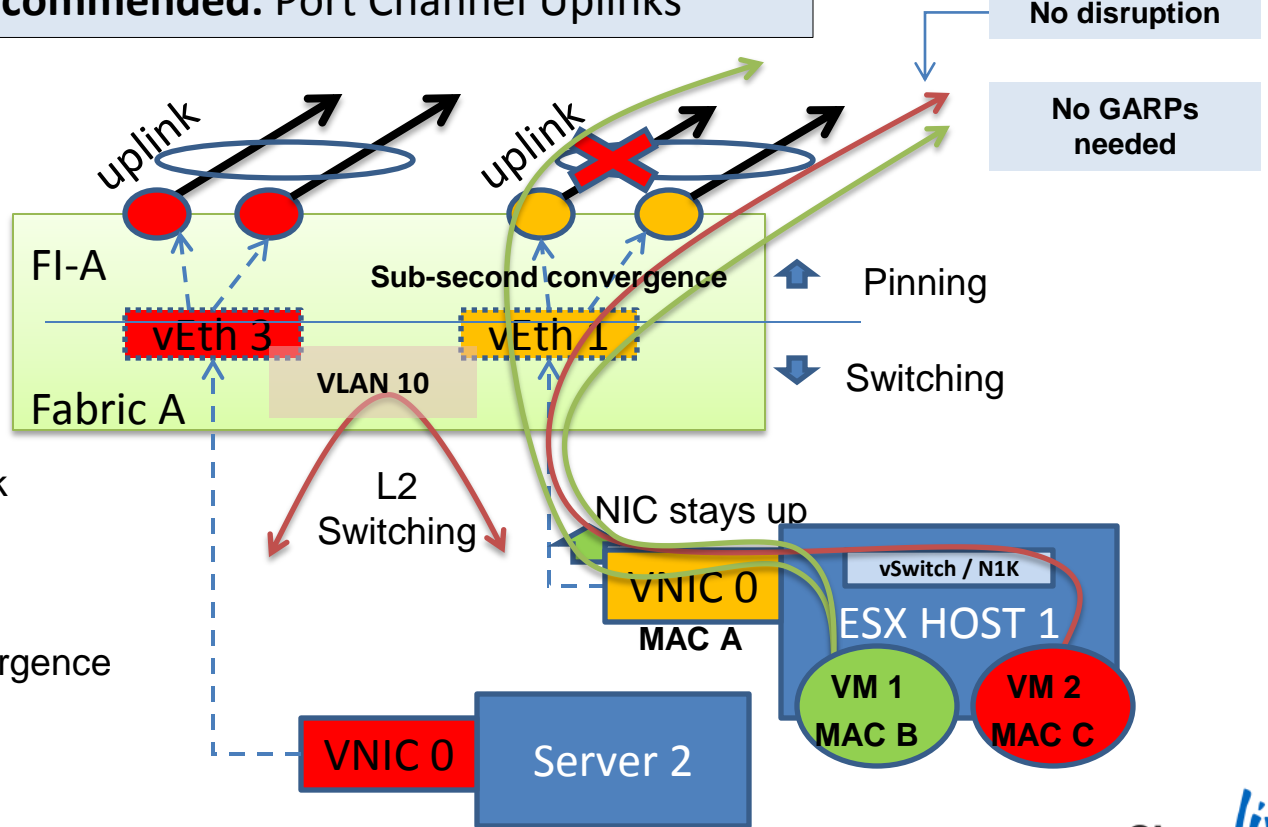 commended: Port Channel Uplinks
No disruption
No GARPs
needed
uplink
uplink
FI-A
Sub-second convergence
Pinning
vEth 3
vEth 1
VLAN 10
Switching
Fabric A
k
L2
Switching
NIC stays up
vSwitch / N1K
VNIC 0
ESX HOST 1
MAC A
rgence
VM 1
MAC B
VM 2
MAC C
VNIC 0
Server 2